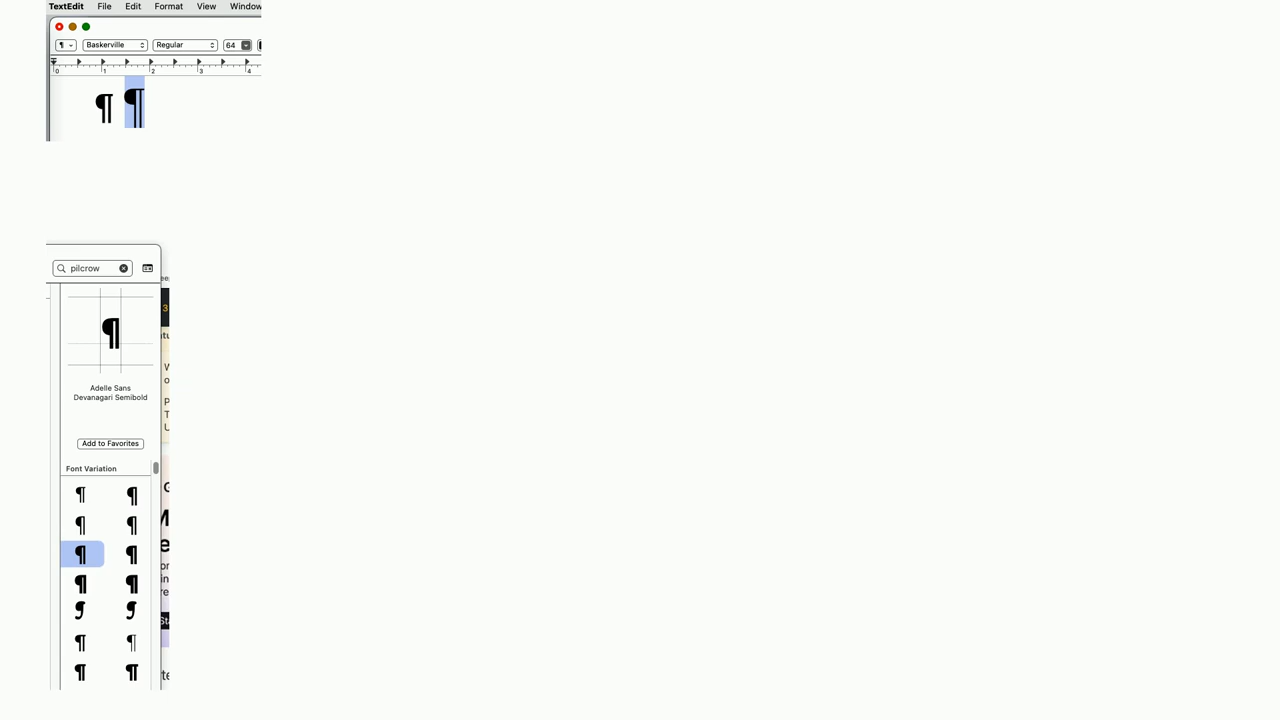 TextEdit File Edit Format View Window
¶ Baskerville Regular 64
0 1 2 3 4
¶ ¶
pilcrow
3
¶
W
o
Adelle Sans
Devanagari Semibold
P
T
U
Add to Favorites
Font Variation
¶ ¶
G
¶ ¶
M
¶ ¶
e
¶ ¶
¶ ¶
¶ ¶
¶ ¶